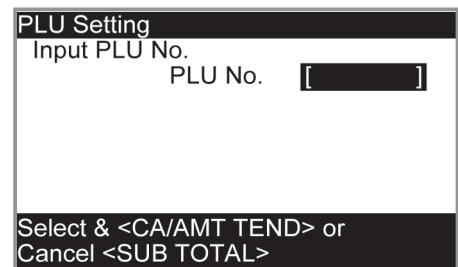 PLU Setting
Input PLU No.
PLU No. [ ]
Select & <CA/AMT TEND> or
Cancel <SUB TOTAL>